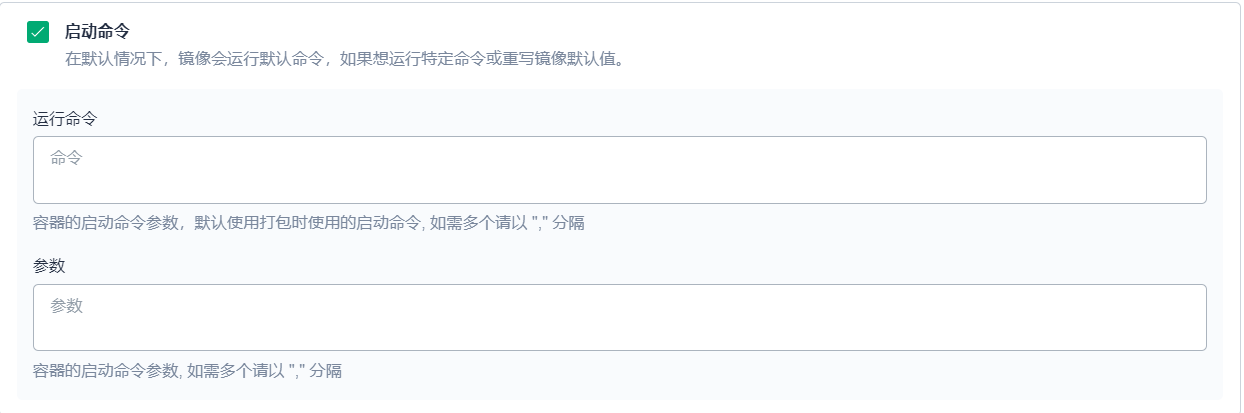 启动命令
在默认情况下，镜像会运行默认命令，如果想运行特定命令或重写镜像默认值。
运行命令
命令
容器的启动命令参数，默认使用打包时使用的启动命令, 如需多个请以 "," 分隔
参数
参数
容器的启动命令参数, 如需多个请以 "," 分隔